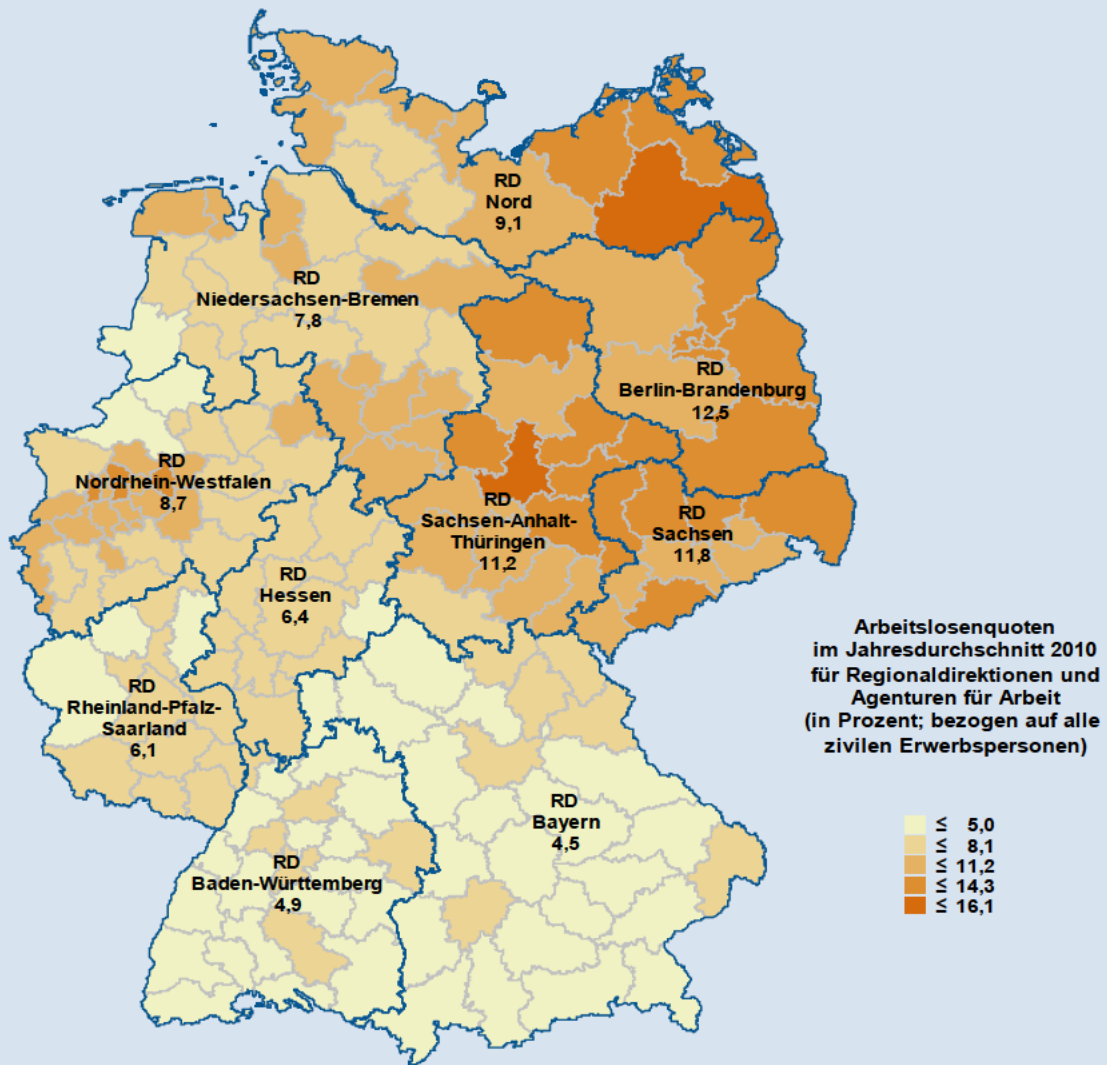 RD
Nord
9,1
RD
Niedersachsen-Bremen
7,8
RD
Berlin-Brandenburg
12,5
RD
Nordrhein-Westfalen
8,7
RD
Sachsen-Anhalt-
Thüringen
11,2
RD
Sachsen
11,8
RD
Hessen
6,4
RD
Rheinland-Pfalz-
Saarland
6,1
RD
Bayern
4,5
RD
Baden-Württemberg
4,9
Arbeitslosenquoten
im Jahresdurchschnitt 2010
für Regionaldirektionen und
Agenturen für Arbeit
(in Prozent; bezogen auf alle
zivilen Erwerbspersonen)
≤ 5,0
≤ 8,1
≤ 11,2
≤ 14,3
≤ 16,1